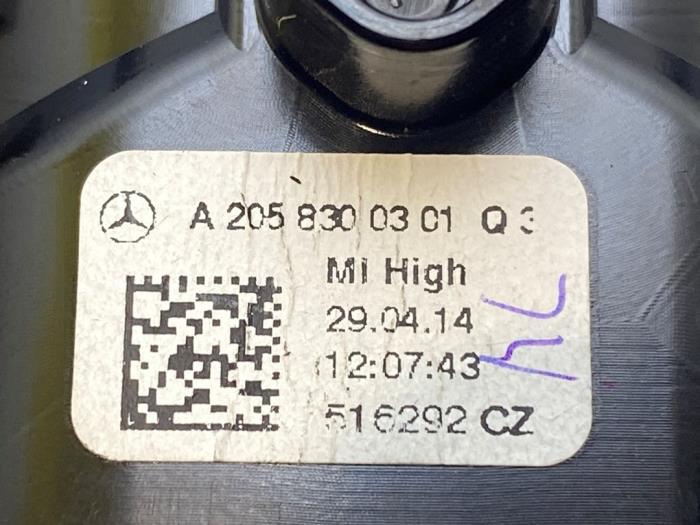 A 205 830 03 01 Q 3
MI High
29.04.14
12:07:43
516292 CZ